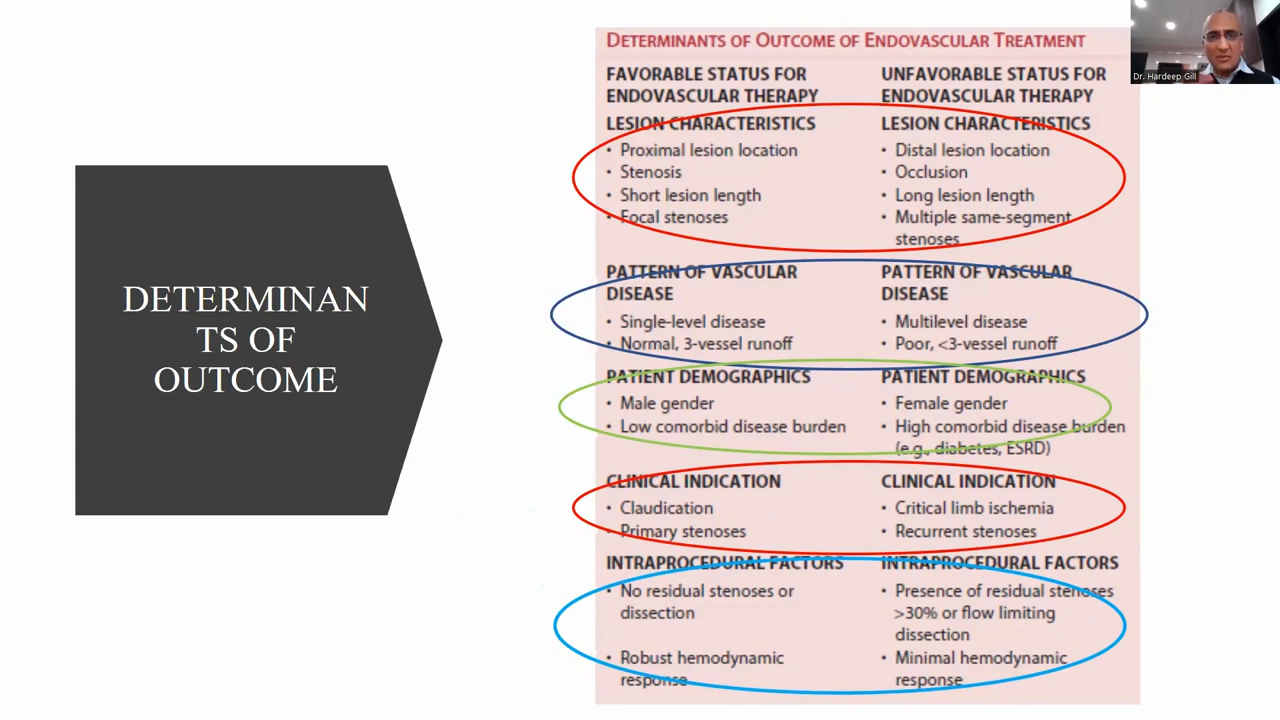 DETERMINAN
TS OF
OUTCOME
DETERMINANTS OF OUTCOME OF ENDOVASCULAR TREATMENT
FAVORABLE STATUS FOR
ENDOVASCULAR THERAPY
LESION CHARACTERISTICS
• Proximal lesion location
• Stenosis
• Short lesion length
• Focal stenoses
PATTERN OF VASCULAR
DISEASE
• Single-level disease
• Normal, 3-vessel runoff
PATIENT DEMOGRAPHICS
• Male gender
• Low comorbid disease burden
CLINICAL INDICATION
• Claudication
• Primary stenoses
INTRAPROCEDURAL FACTORS
• No residual stenoses or
dissection
• Robust hemodynamic
response
UNFAVORABLE STATUS FOR
ENDOVASCULAR THERAPY
LESION CHARACTERISTICS
• Distal lesion location
• Occlusion
• Long lesion length
• Multiple same-segment
stenoses
PATTERN OF VASCULAR
DISEASE
• Multilevel disease
• Poor, <3-vessel runoff
PATIENT DEMOGRAPHICS
• Female gender
• High comorbid disease burden
(e.g., diabetes, ESRD)
CLINICAL INDICATION
• Critical limb ischemia
• Recurrent stenoses
INTRAPROCEDURAL FACTORS
• Presence of residual stenoses
>30% or flow limiting
dissection
• Minimal hemodynamic
response
Dr. Hardeep Gill